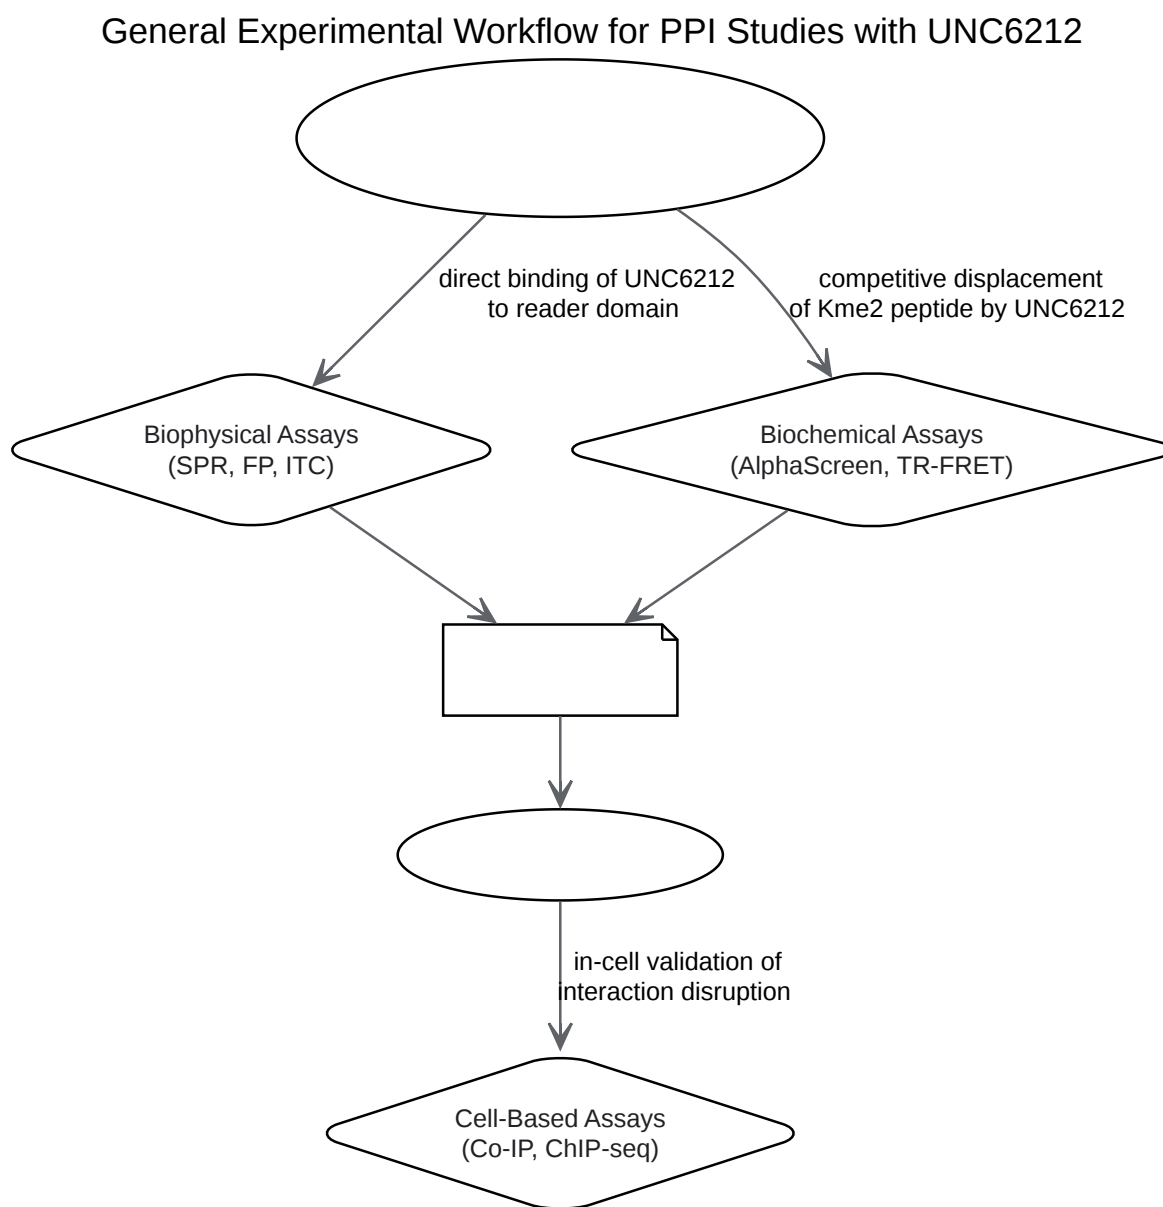 General Experimental Workflow for PPI Studies with UNC6212
direct binding of UNC6212
to reader domain
competitive displacement
of Kme2 peptide by UNC6212
Biophysical Assays
(SPR, FP, ITC)
Biochemical Assays
(AlphaScreen, TR-FRET)
in-cell validation of
interaction disruption
Cell-Based Assays
(Co-IP, ChIP-seq)